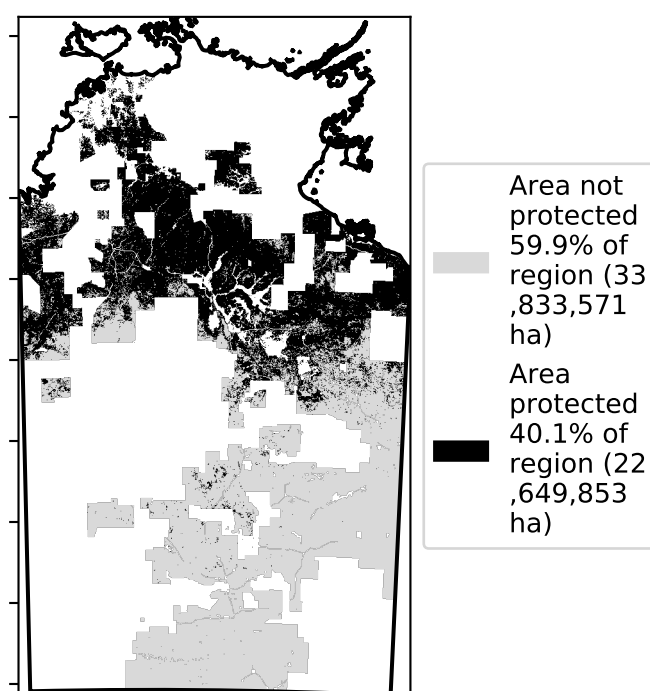 Area not
protected
59.9% of
region (33
,833,571
ha)
Area
protected
40.1% of
region (22
,649,853
ha)